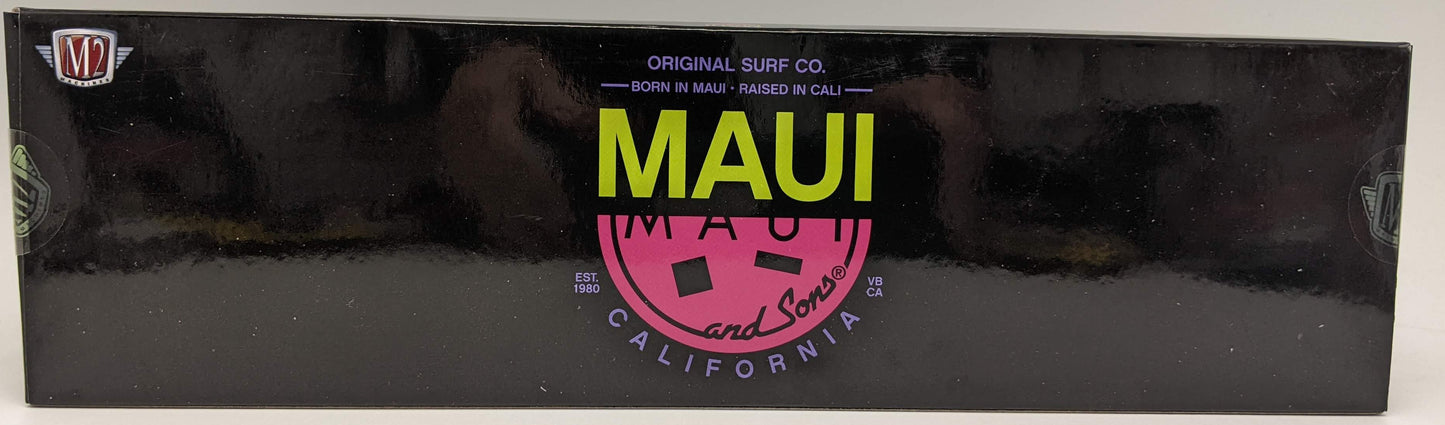 M2
MACHINES
ORIGINAL SURF CO.
BORN IN MAUI · RAISED IN CALI
MAUI
MAUI
and Sons®
EST.
1980
VB
CA
CALIFORNIA